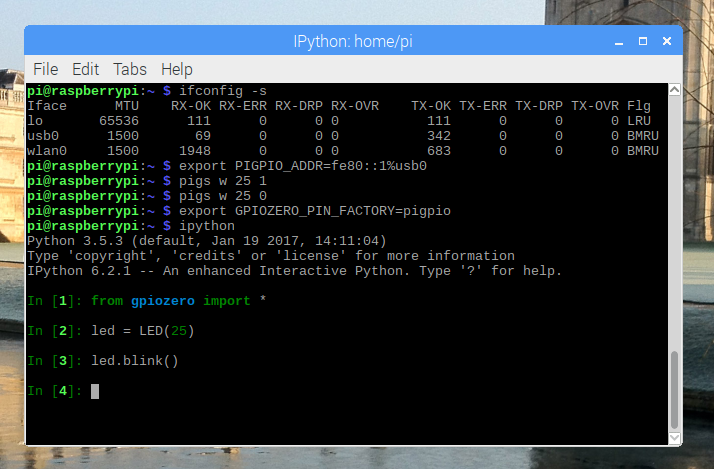 IPython: home/pi
File Edit Tabs Help
pi@raspberrypi:~ $ ifconfig -s
Iface      MTU    RX-OK RX-ERR RX-DRP RX-OVR    TX-OK TX-ERR TX-DRP TX-OVR Flg
lo       65536      111      0      0 0           111      0      0      0 LRU
usb0      1500       69      0      0 0           342      0      0      0 BMRU
wlan0     1500     1948      0      0 0           683      0      0      0 BMRU
pi@raspberrypi:~ $ export PIGPIO_ADDR=fe80::1%usb0
pi@raspberrypi:~ $ pigs w 25 1
pi@raspberrypi:~ $ pigs w 25 0
pi@raspberrypi:~ $ export GPIOZERO_PIN_FACTORY=pigpio
pi@raspberrypi:~ $ ipython
Python 3.5.3 (default, Jan 19 2017, 14:11:04)
Type 'copyright', 'credits' or 'license' for more information
IPython 6.2.1 -- An enhanced Interactive Python. Type '?' for help.
In [1]: from gpiozero import *
In [2]: led = LED(25)
In [3]: led.blink()
In [4]: